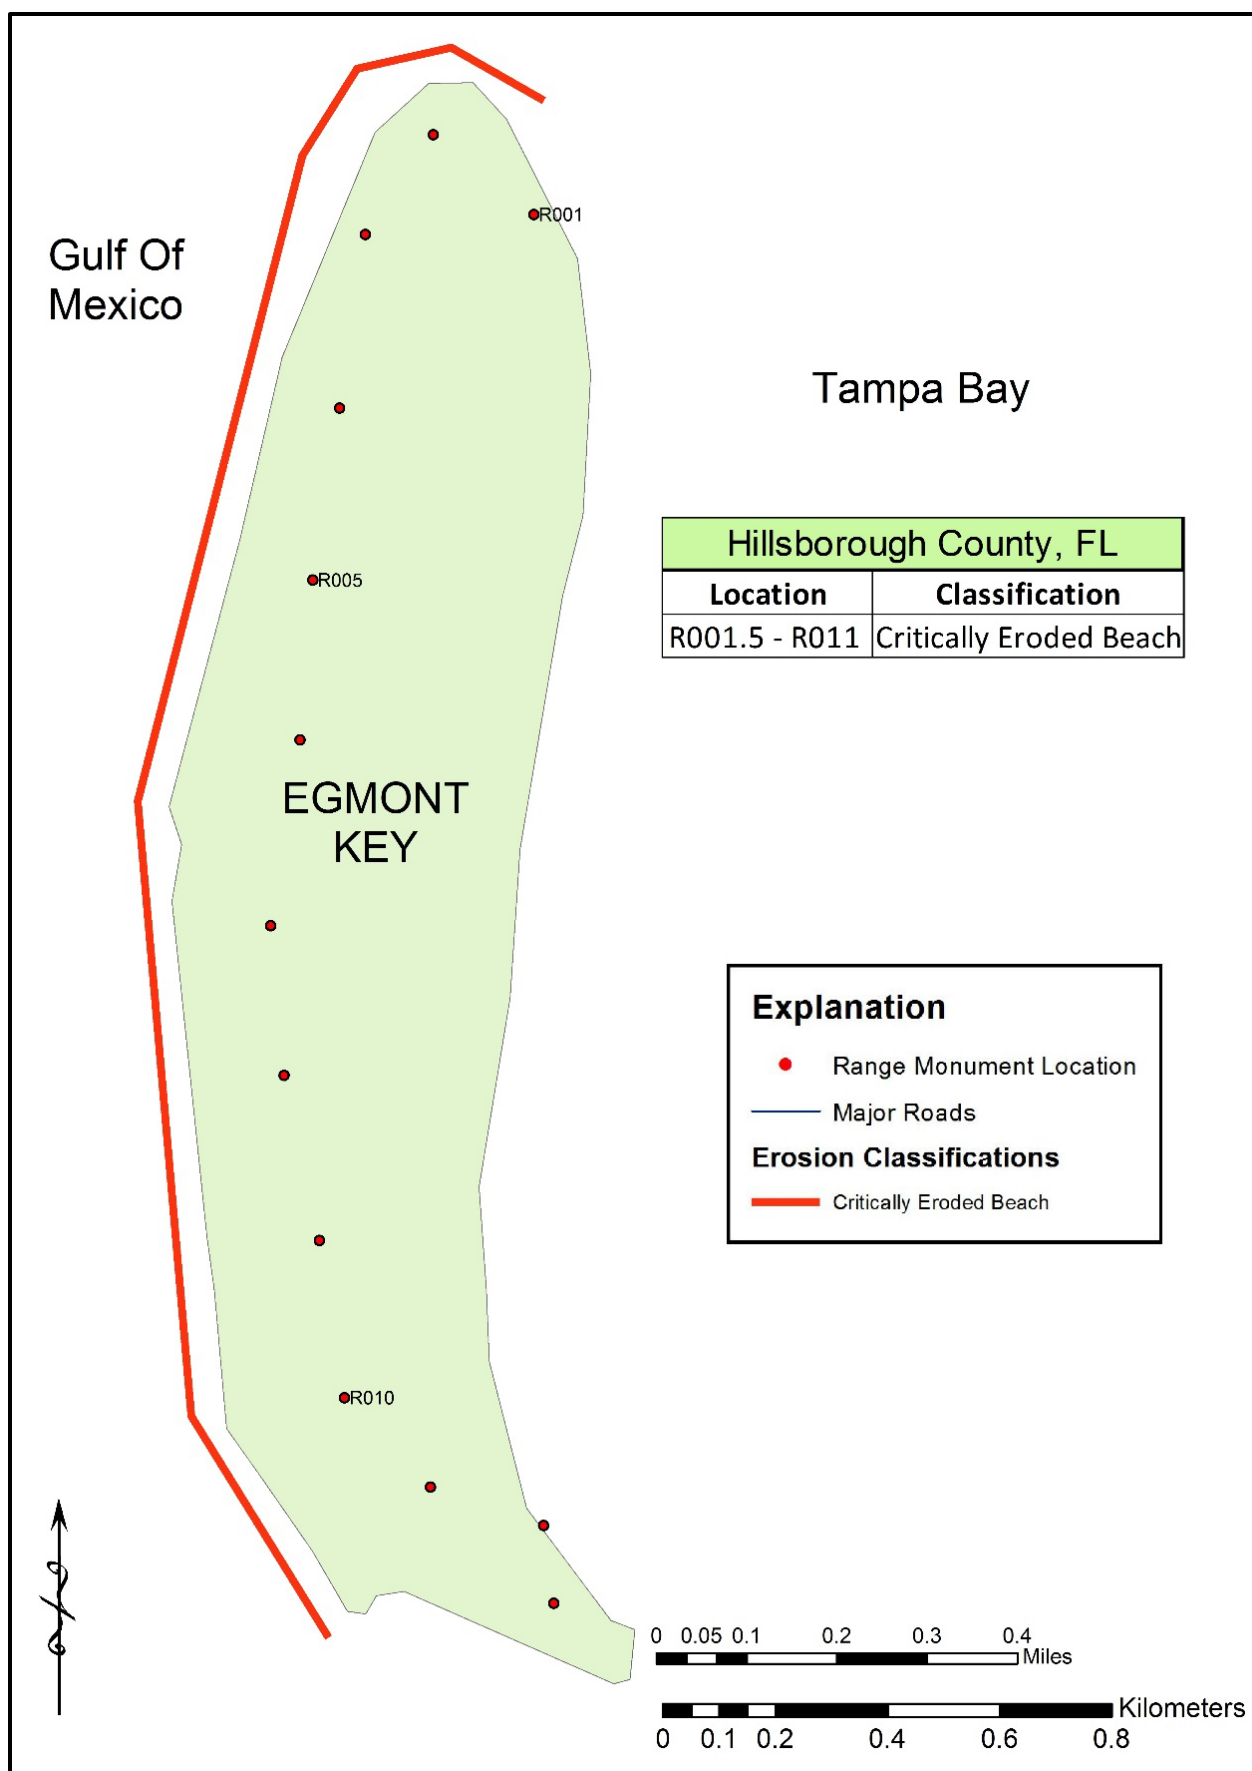 Gulf Of
Mexico
R001
Tampa Bay
R005
Hillsborough County, FL
Location Classification
R001.5 - R011 Critically Eroded Beach
EGMONT
KEY
Explanation
Range Monument Location
Major Roads
Erosion Classifications
Critically Eroded Beach
R010
0 0.05 0.1 0.2 0.3 0.4
Miles
Kilometers
0 0.1 0.2 0.4 0.6 0.8